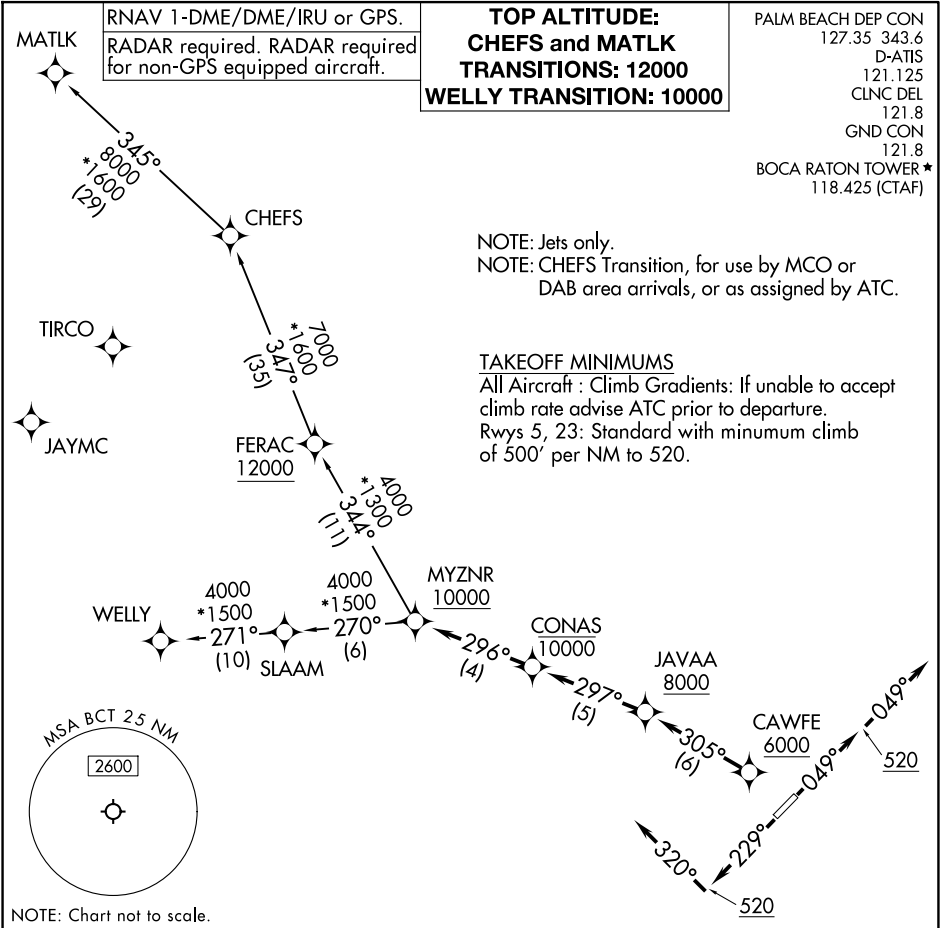 RNAV 1-DME/DME/IRU or GPS.
RADAR required. RADAR required
for non-GPS equipped aircraft.
TOP ALTITUDE:
CHEFS and MATLK
TRANSITIONS: 12000
WELLY TRANSITION: 10000
PALM BEACH DEP CON
127.35 343.6
D-ATIS
121.125
CLNC DEL
121.8
GND CON
121.8
BOCA RATON TOWER★
118.425 (CTAF)
MATLK
345°
8000
*1600
(29)
CHEFS
NOTE: Jets only.
NOTE: CHEFS Transition, for use by MCO or
DAB area arrivals, or as assigned by ATC.
TIRCO
7000
*1600
347°
(35)
TAKEOFF MINIMUMS
All Aircraft : Climb Gradients: If unable to accept
climb rate advise ATC prior to departure.
Rwys 5, 23: Standard with minumum climb
of 500' per NM to 520.
JAYMC
FERAC
12000
4000
*1300
344°
(11)
MYZNR
10000
WELLY
4000
*1500
271°
(10)
SLAAM
4000
*1500
270°
(6)
296°
(4)
CONAS
10000
297°
(5)
JAVAA
8000
305°
(6)
CAWFE
6000
049°
049°
520
229°
320°
520
MSA BCT 25 NM
2600
NOTE: Chart not to scale.